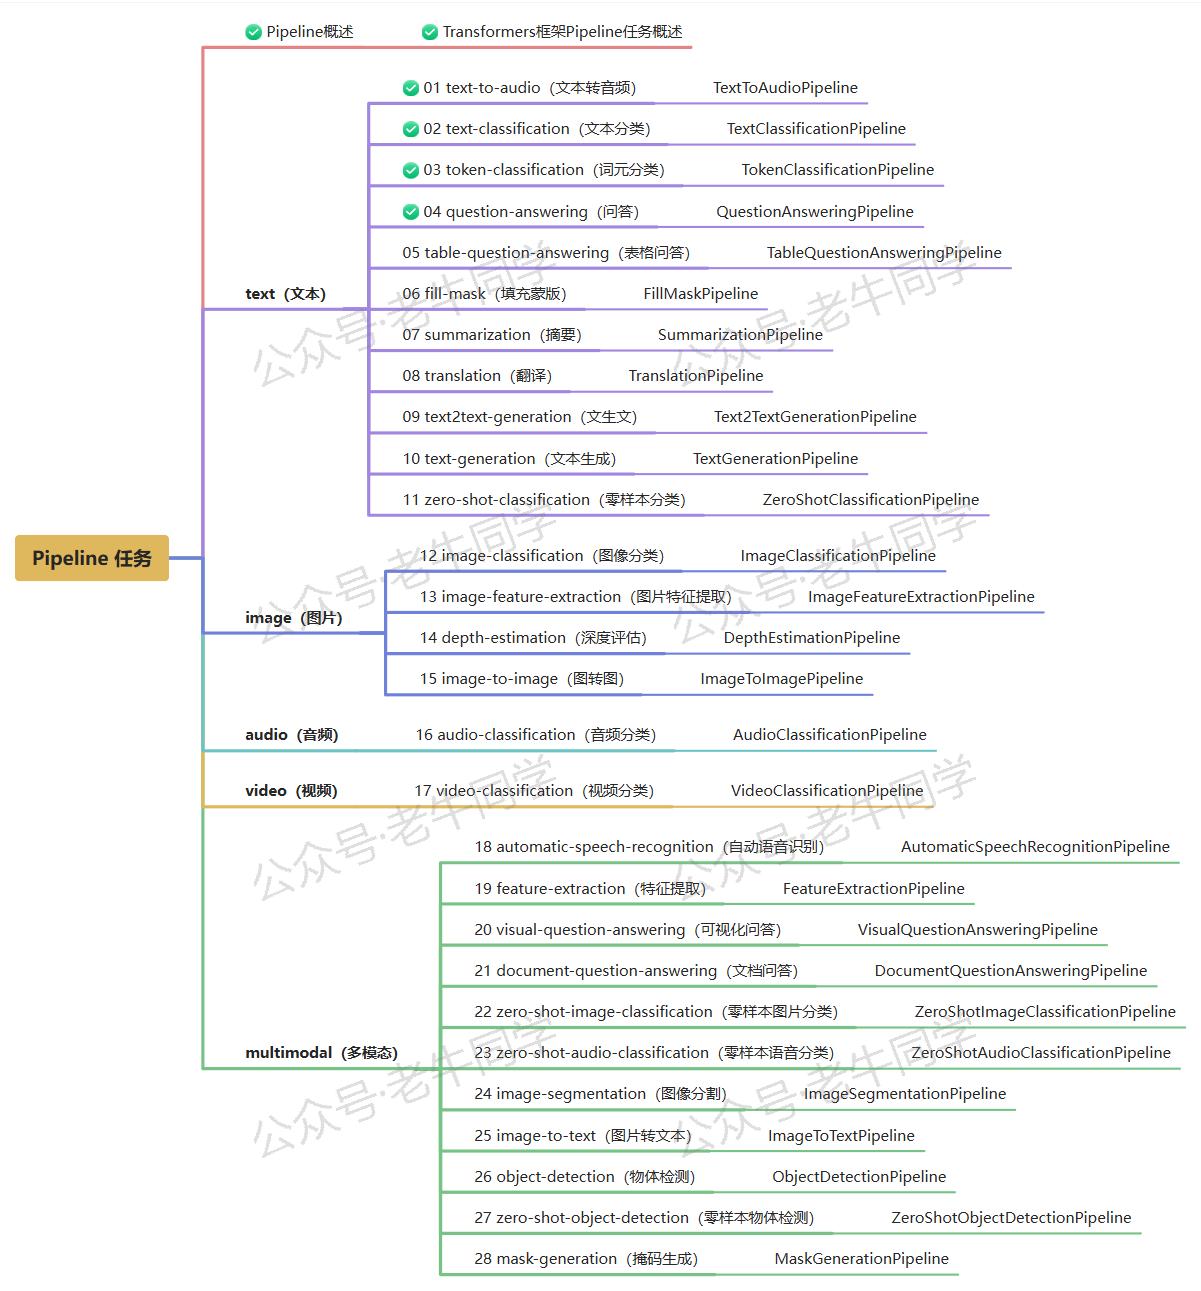 Pipeline 任务
Pipeline概述 Transformers框架Pipeline任务概述
text（文本）
01 text-to-audio（文本转音频） TextToAudioPipeline
02 text-classification（文本分类） TextClassificationPipeline
03 token-classification（词元分类） TokenClassificationPipeline
04 question-answering（问答） QuestionAnsweringPipeline
05 table-question-answering（表格问答） TableQuestionAnsweringPipeline
06 fill-mask（填充蒙版） FillMaskPipeline
07 summarization（摘要） SummarizationPipeline
08 translation（翻译） TranslationPipeline
09 text2text-generation（文生文） Text2TextGenerationPipeline
10 text-generation（文本生成） TextGenerationPipeline
11 zero-shot-classification（零样本分类） ZeroShotClassificationPipeline
image（图片）
12 image-classification（图像分类） ImageClassificationPipeline
13 image-feature-extraction（图片特征提取） ImageFeatureExtractionPipeline
14 depth-estimation（深度评估） DepthEstimationPipeline
15 image-to-image（图转图） ImageToImagePipeline
audio（音频） 16 audio-classification（音频分类） AudioClassificationPipeline
video（视频） 17 video-classification（视频分类） VideoClassificationPipeline
multimodal（多模态）
18 automatic-speech-recognition（自动语音识别） AutomaticSpeechRecognitionPipeline
19 feature-extraction（特征提取） FeatureExtractionPipeline
20 visual-question-answering（可视化问答） VisualQuestionAnsweringPipeline
21 document-question-answering（文档问答） DocumentQuestionAnsweringPipeline
22 zero-shot-image-classification（零样本图片分类） ZeroShotImageClassificationPipeline
23 zero-shot-audio-classification（零样本语音分类） ZeroShotAudioClassificationPipeline
24 image-segmentation（图像分割） ImageSegmentationPipeline
25 image-to-text（图片转文本） ImageToTextPipeline
26 object-detection（物体检测） ObjectDetectionPipeline
27 zero-shot-object-detection（零样本物体检测） ZeroShotObjectDetectionPipeline
28 mask-generation（掩码生成） MaskGenerationPipeline
公众号·老牛同学
公众号·老牛同学
公众号·老牛同学
公众号·老牛同学
公众号·老牛同学
公众号·老牛同学
公众号·老牛同学
公众号·老牛同学